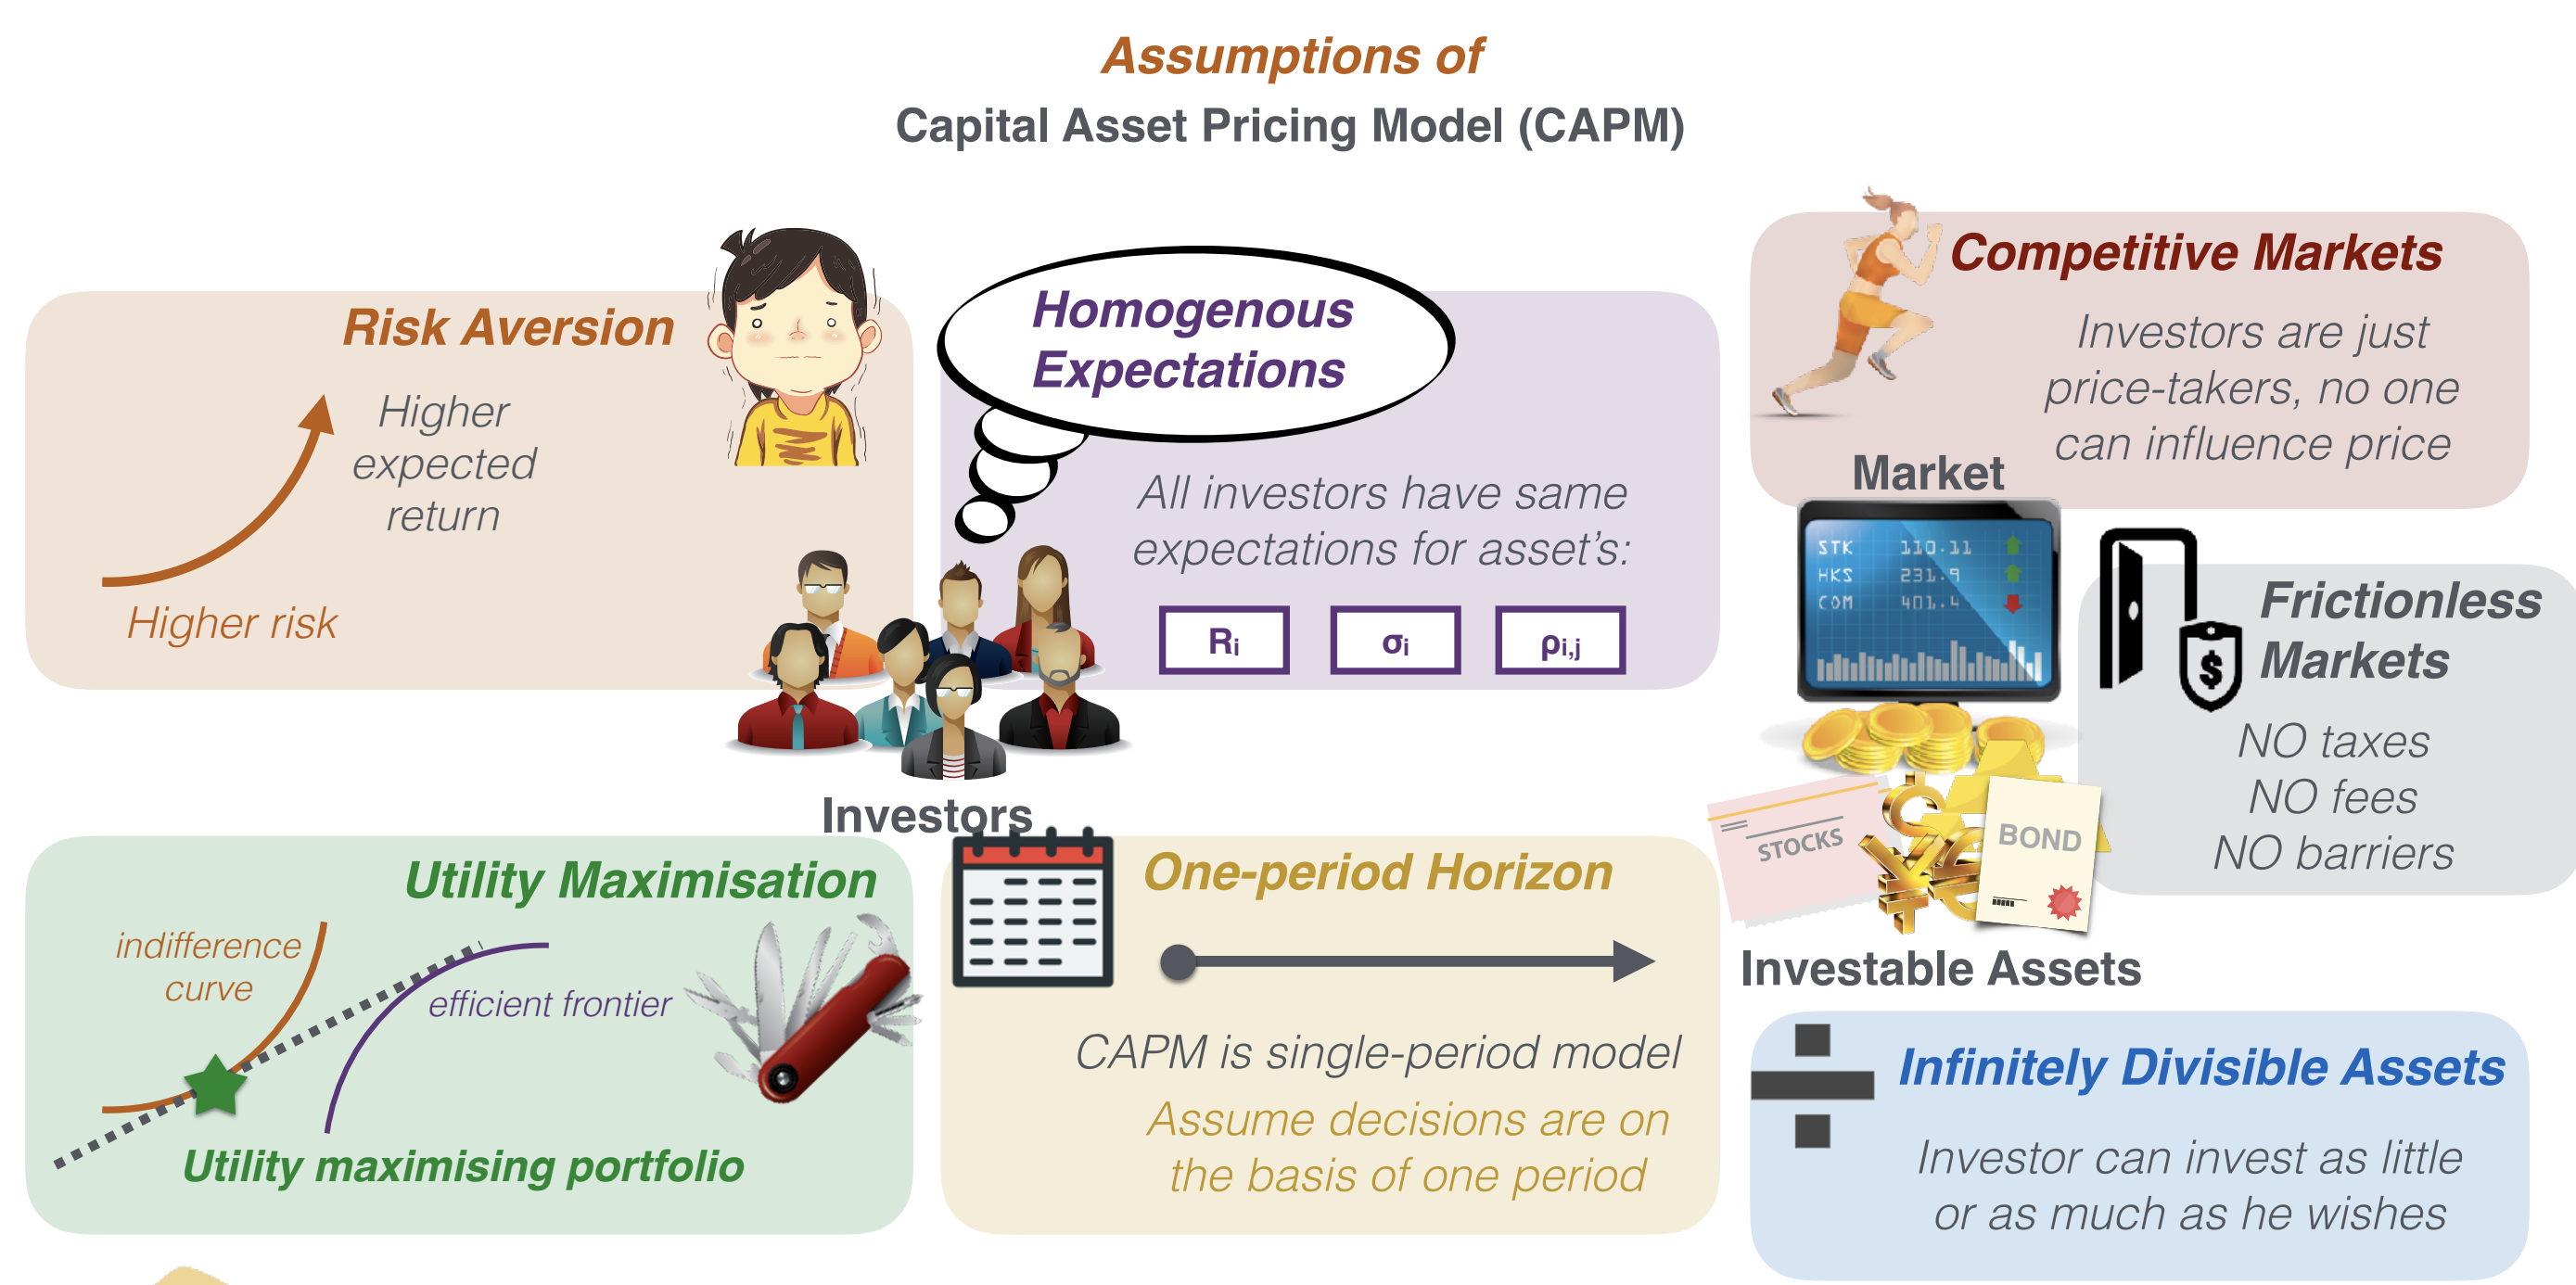 Assumptions of
Capital Asset Pricing Model (CAPM)
Risk Aversion
Higher
expected
return
Higher risk
Homogenous
Expectations
All investors have same
expectations for asset's:
Ri
σi
ρi,j
Investors
Utility Maximisation
indifference
curve
efficient frontier
Utility maximising portfolio
One-period Horizon
CAPM is single-period model
Assume decisions are on
the basis of one period
Competitive Markets
Investors are just
price-takers, no one
can influence price
Market
STK 110.11
HKS 231.9
COM 401.4
Frictionless
Markets
$
NO taxes
NO fees
NO barriers
STOCKS
BOND
Investable Assets
Infinitely Divisible Assets
Investor can invest as little
or as much as he wishes